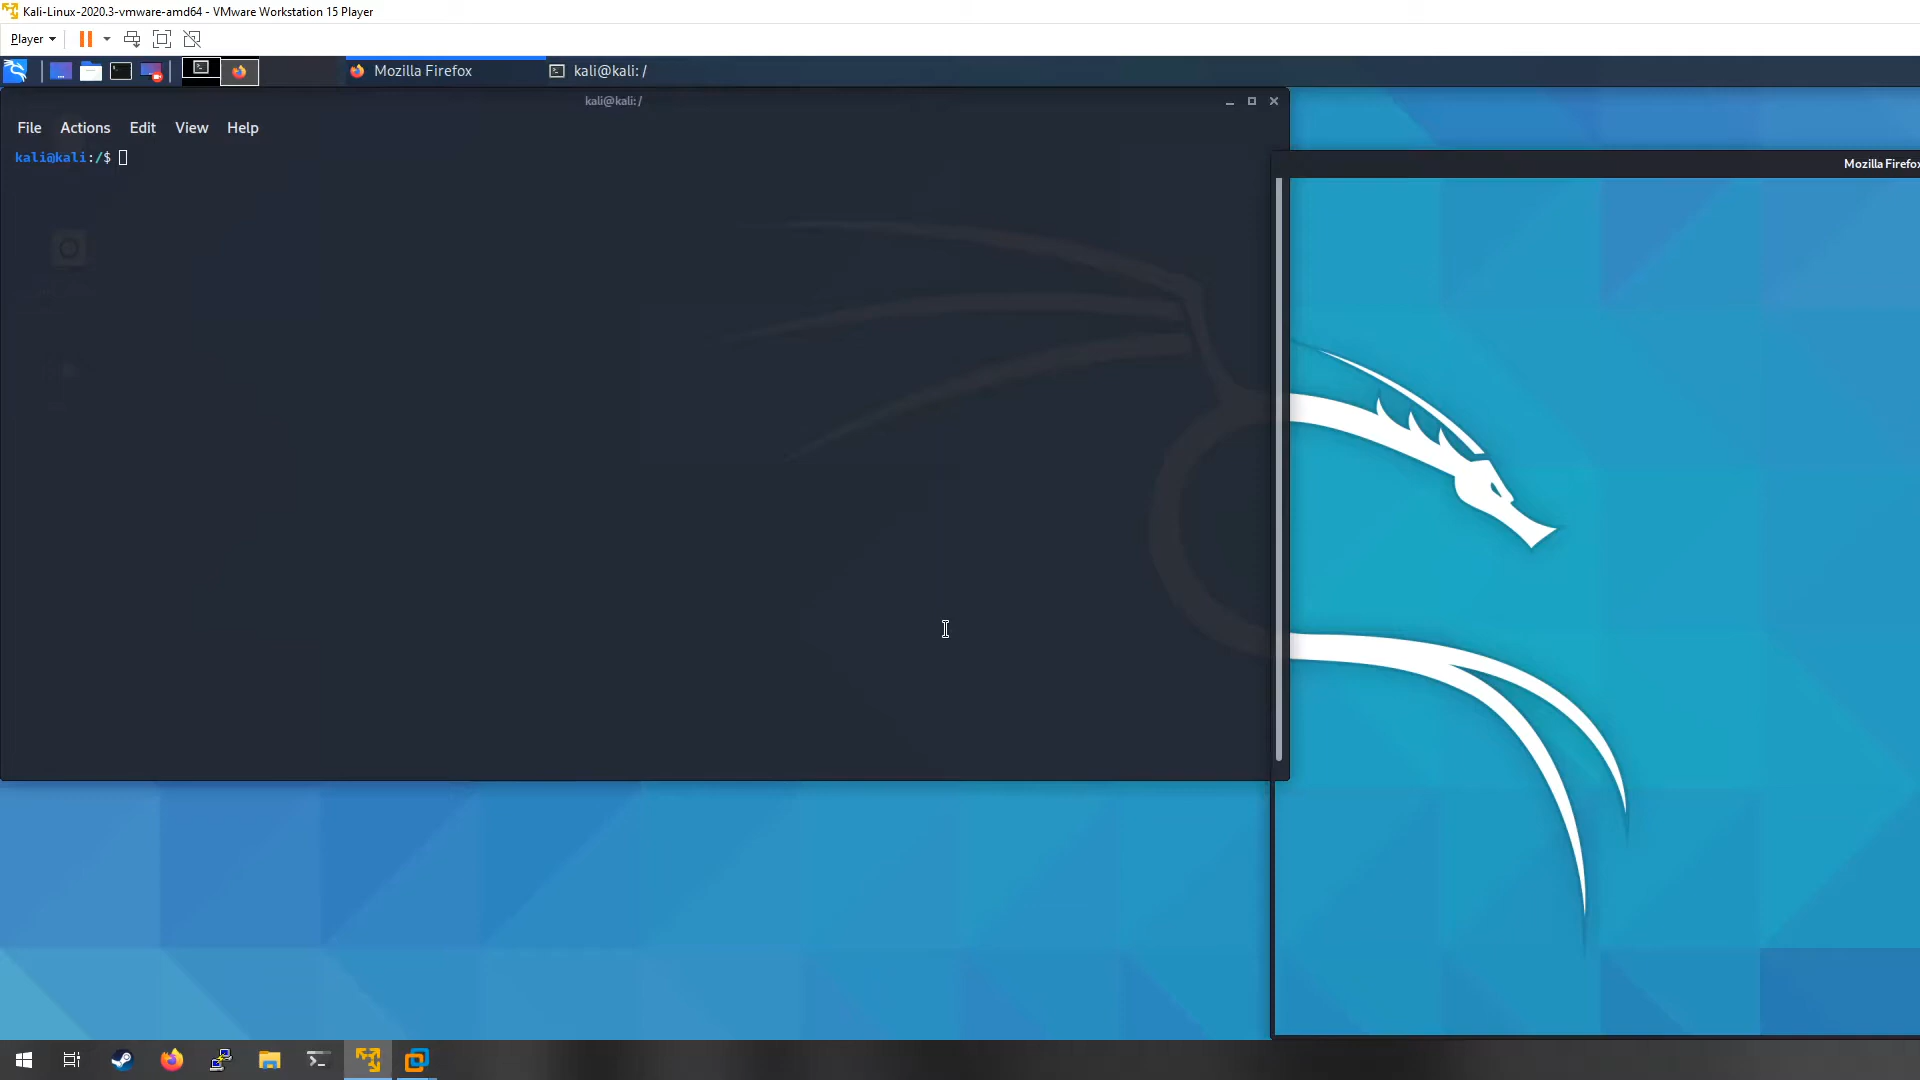 Kali-Linux-2020.3-vmware-amd64 - VMware Workstation 15 Player
Player
Mozilla Firefox
kali@kali: /
kali@kali:/
File Actions Edit View Help
kali@kali:/$
Mozilla Firefox